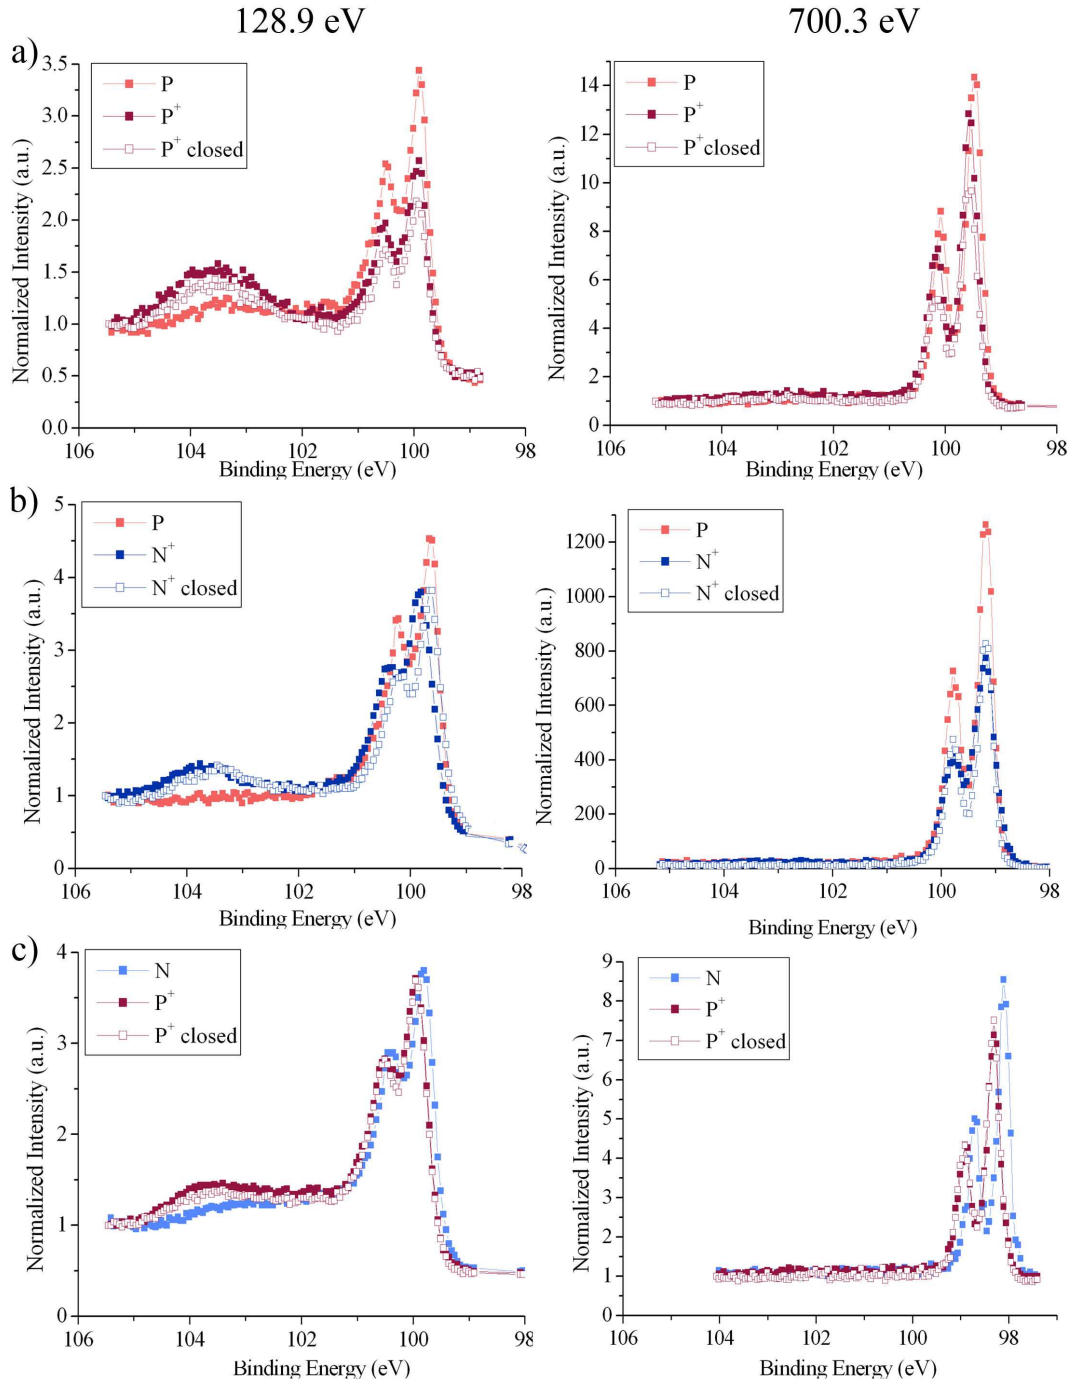 128.9 eV 700.3 eV
a)
3.5
3.0
2.5
2.0
1.5
1.0
0.5
0.0
Normalized Intensity (a.u.)
P
P+
P+ closed
106 104 102 100 98
Binding Energy (eV)
14
12
10
8
6
4
2
0
Normalized Intensity (a.u.)
P
P+
P+closed
106 104 102 100 98
Binding Energy (eV)
b)
5
4
3
2
1
0
Normalized Intensity (a.u.)
P
N+
N+ closed
106 104 102 100 98
Binding Energy (eV)
1200
1000
800
600
400
200
0
Normalized Intensity (a.u.)
P
N+
N+ closed
106 104 102 100 98
Binding Energy (eV)
c)
4
3
2
1
0
Normalized Intensity (a.u.)
N
P+
P+ closed
106 104 102 100 98
Binding Energy (eV)
9
8
7
6
5
4
3
2
1
0
Normalized Intensity (a.u.)
N
P+
P+ closed
106 104 102 100 98
Binding Energy (eV)